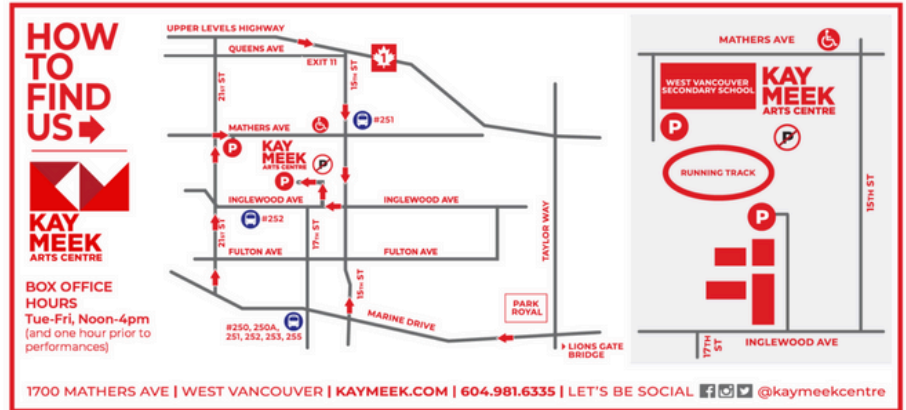 HOW
TO
FIND
US
KAY
MEEK
ARTS CENTRE
BOX OFFICE
HOURS
Tue-Fri, Noon-4pm
(and one hour prior to
performances)
UPPER LEVELS HIGHWAY
QUEENS AVE
EXIT 11
1
21ST ST
15TH ST
#251
MATHERS AVE
P
KAY
MEEK
ARTS CENTRE
P
P
INGLEWOOD AVE
INGLEWOOD AVE
#252
21ST ST
17TH ST
FULTON AVE
FULTON AVE
TAYLOR WAY
15TH ST
#250, 250A,
251, 252, 253, 255
MARINE DRIVE
PARK
ROYAL
LIONS GATE
BRIDGE
MATHERS AVE
WEST VANCOUVER
SECONDARY SCHOOL
KAY
MEEK
ARTS CENTRE
P
P
RUNNING TRACK
15TH ST
P
17TH
ST
INGLEWOOD AVE
1700 MATHERS AVE | WEST VANCOUVER | KAYMEEK.COM | 604.981.6335 | LET'S BE SOCIAL @kaymeekcentre